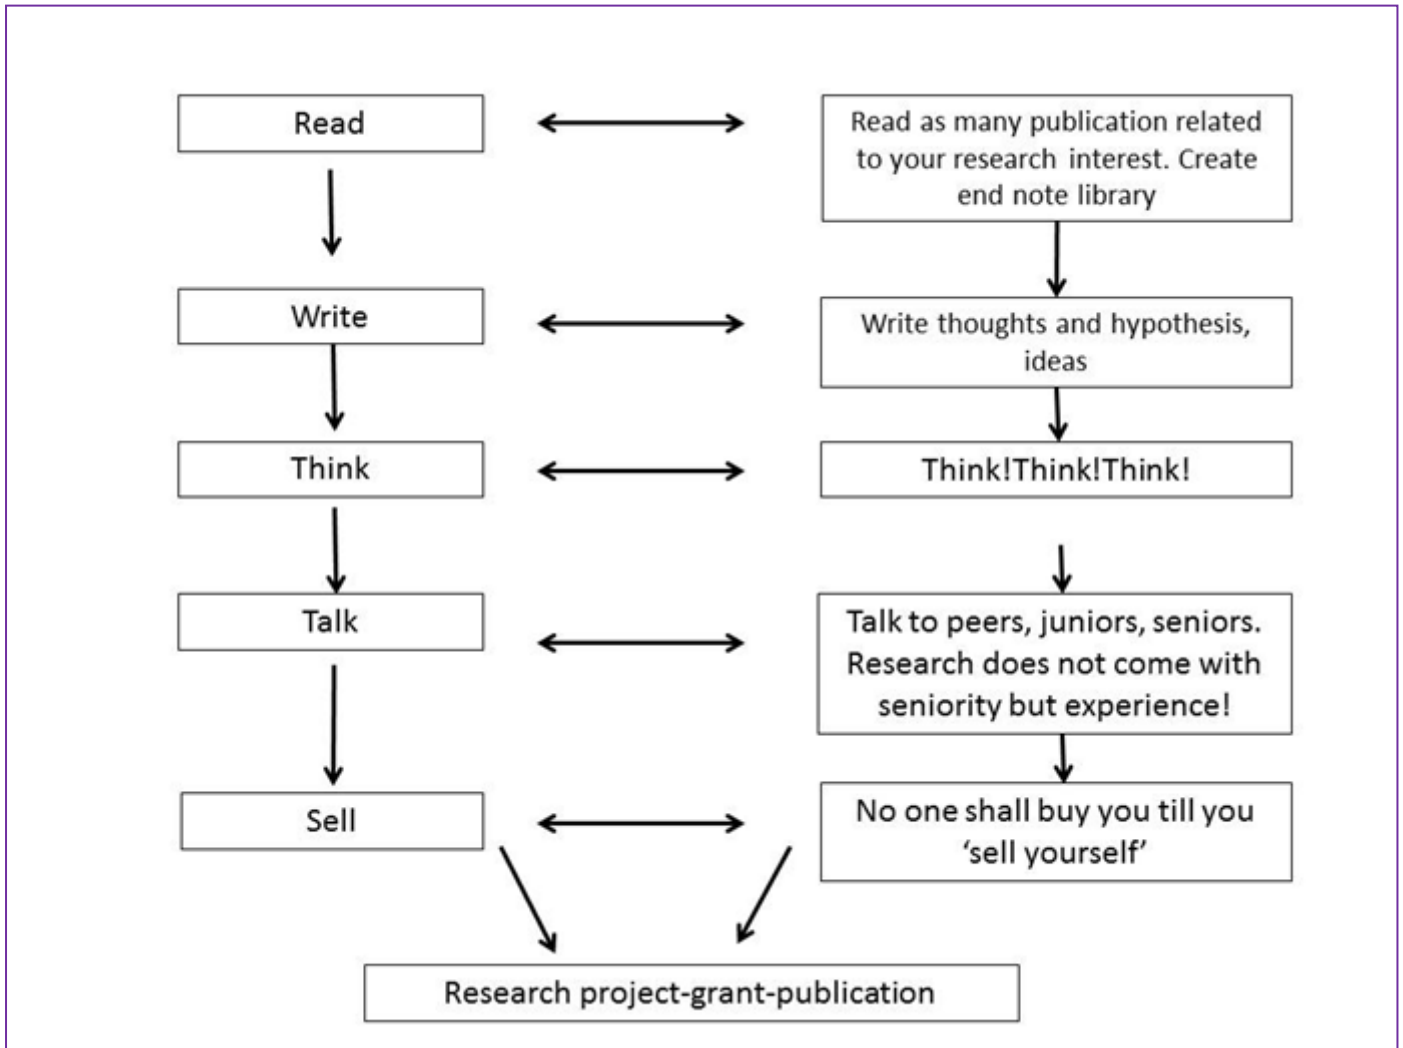 Read
Read as many publication related
to your research interest. Create
end note library
Write
Write thoughts and hypothesis,
ideas
Think
Think!Think!Think!
Talk
Talk to peers, juniors, seniors.
Research does not come with
seniority but experience!
Sell
No one shall buy you till you
‘sell yourself’
Research project-grant-publication